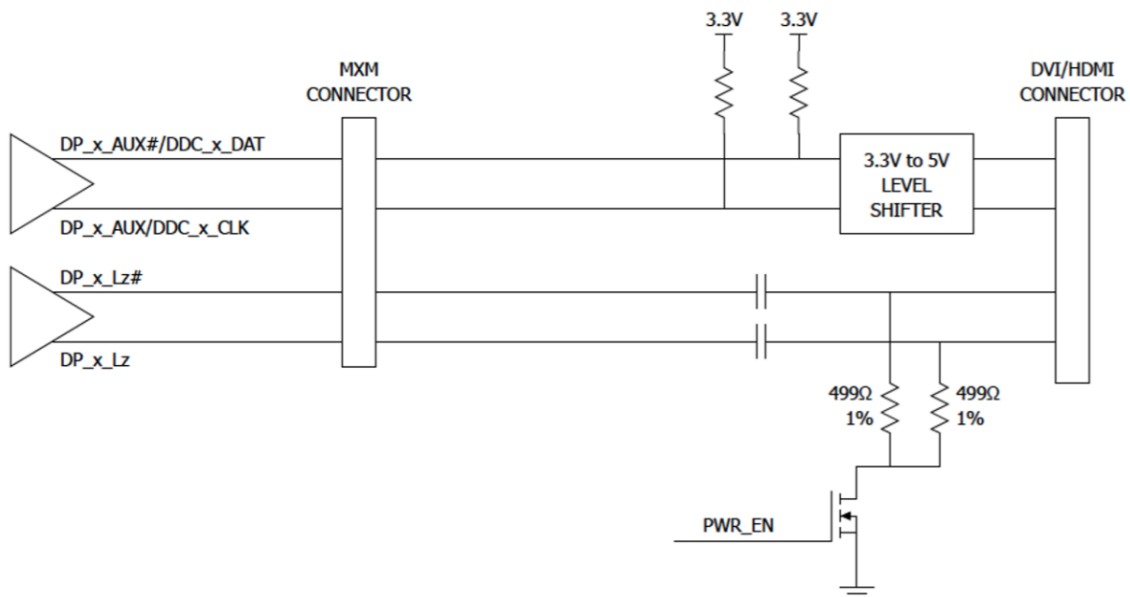 3.3V
3.3V
MXM
CONNECTOR
DVI/HDMI
CONNECTOR
DP_x_AUX#/DDC_x_DAT
3.3V to 5V
LEVEL
SHIFTER
DP_x_AUX/DDC_x_CLK
DP_x_Lz#
DP_x_Lz
499Ω
1%
499Ω
1%
PWR_EN